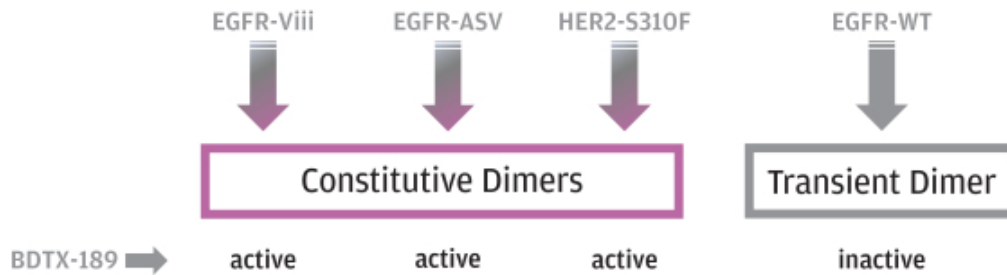 EGFR-Viii EGFR-ASV HER2-S310F EGFR-WT
Constitutive Dimers Transient Dimer
BDTX-189 active active active inactive